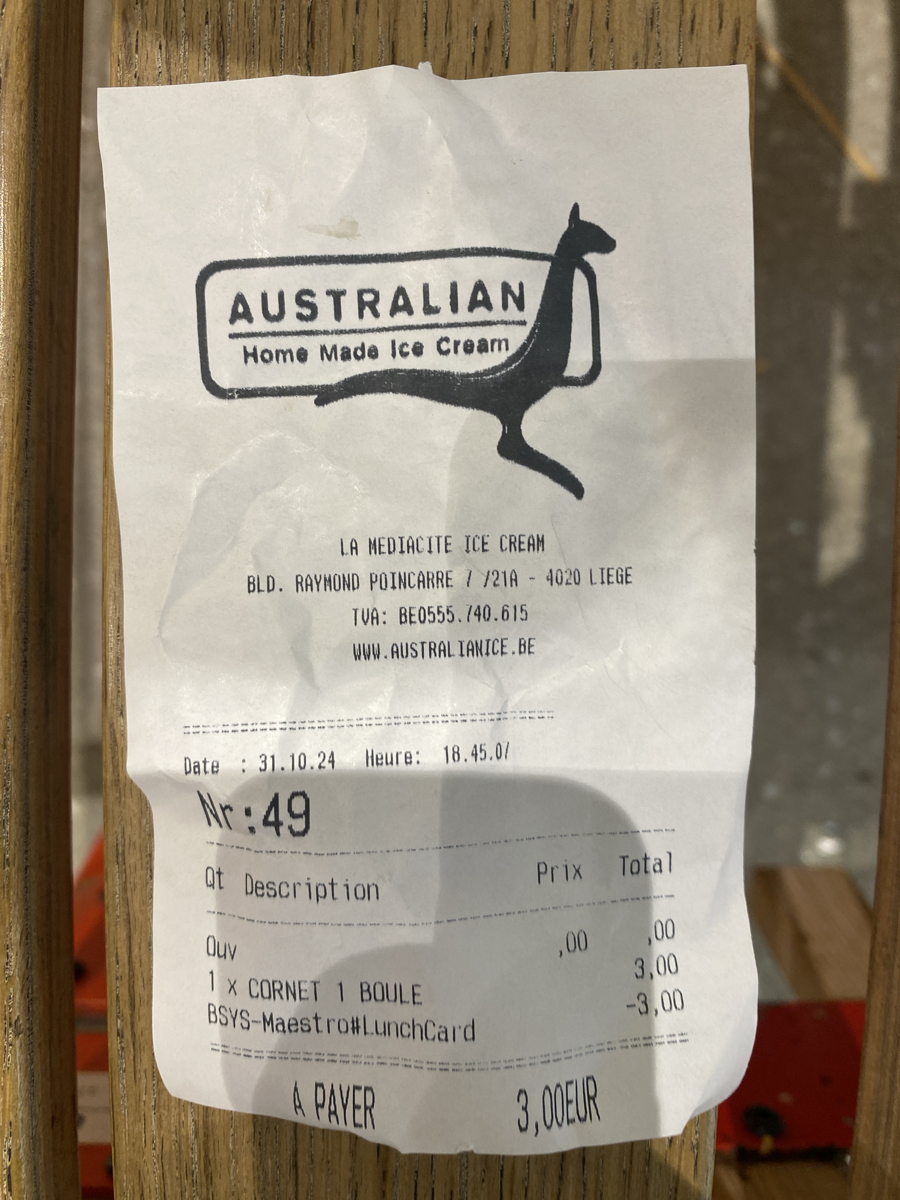 AUSTRALIAN
Home Made Ice Cream
LA MEDIACITE ICE CREAM
BLD. RAYMOND POINCARRE 7 /21A - 4020 LIEGE
TVA: BE0555.740.615
WWW.AUSTRALIANICE.BE
Date : 31.10.24 Heure: 18.45.07
Nr:49
Qt Description Prix Total
Ouv ,00 ,00
1 x CORNET 1 BOULE 3,00
BSYS-Maestro#LunchCard -3,00
A PAYER 3,00EUR